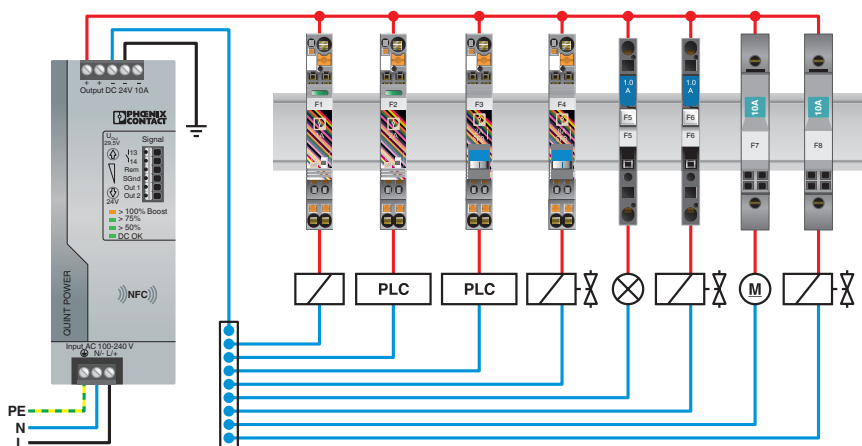 + + − − −
Output DC 24V 10A
PHŒNIX
CONTACT
UOut
29,5V
Signal
13
14
Rem
SGnd
Out 1
Out 2
24V
> 100% Boost
> 75%
> 50%
DC OK
QUINT POWER
NFC
Input AC 100-240 V
N/- L/+
PE
N
L
F1
F2
F3
F4
1.0
A
F5
F5
1.0
A
F6
F6
10A
F7
10A
F8
PLC
PLC
M